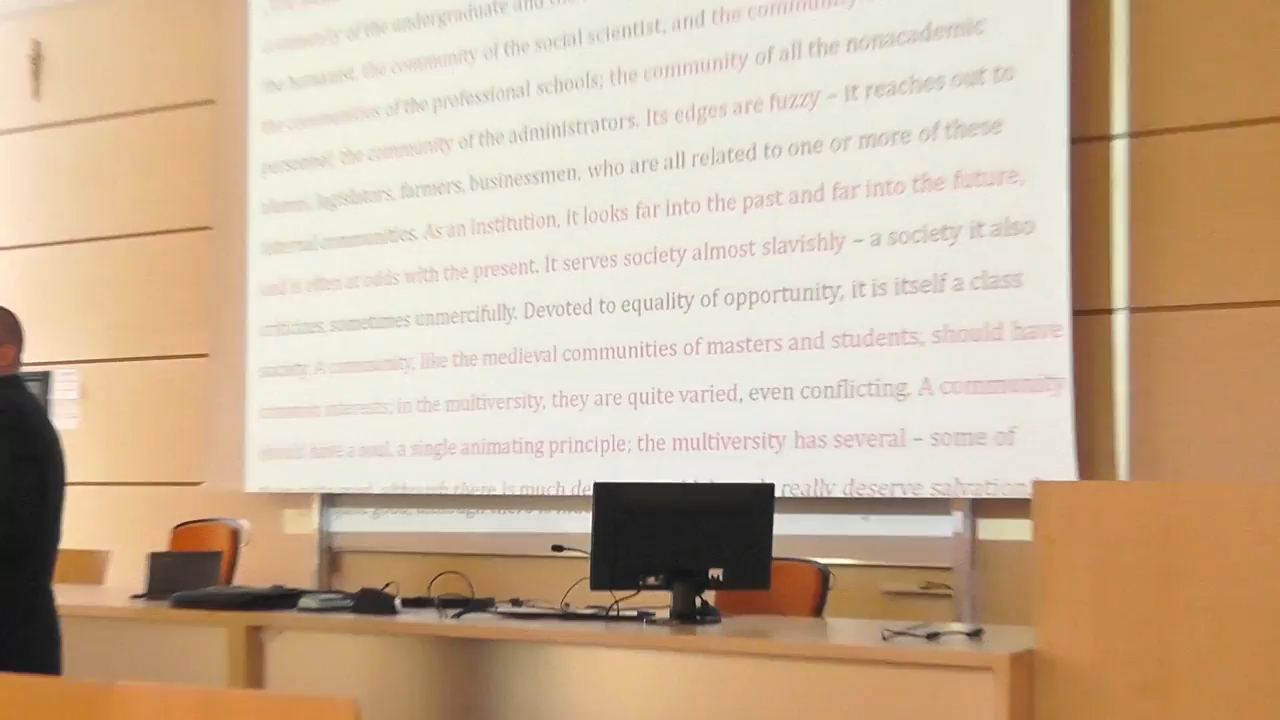 community of the undergraduate and the
the humanist, the community of the social scientist, and the community
the communities of the professional schools; the community of all the nonacademic
personnel, the community of the administrators. Its edges are fuzzy – it reaches out to
alumni, legislators, farmers, businessmen, who are all related to one or more of these
internal communities. As an institution, it looks far into the past and far into the future,
and is often at odds with the present. It serves society almost slavishly – a society it also
criticizes, sometimes unmercifully. Devoted to equality of opportunity, it is itself a class
society. A community, like the medieval communities of masters and students, should have
common interests; in the multiversity, they are quite varied, even conflicting. A community
should have a soul, a single animating principle; the multiversity has several – some of
although there is much really deserve salvation